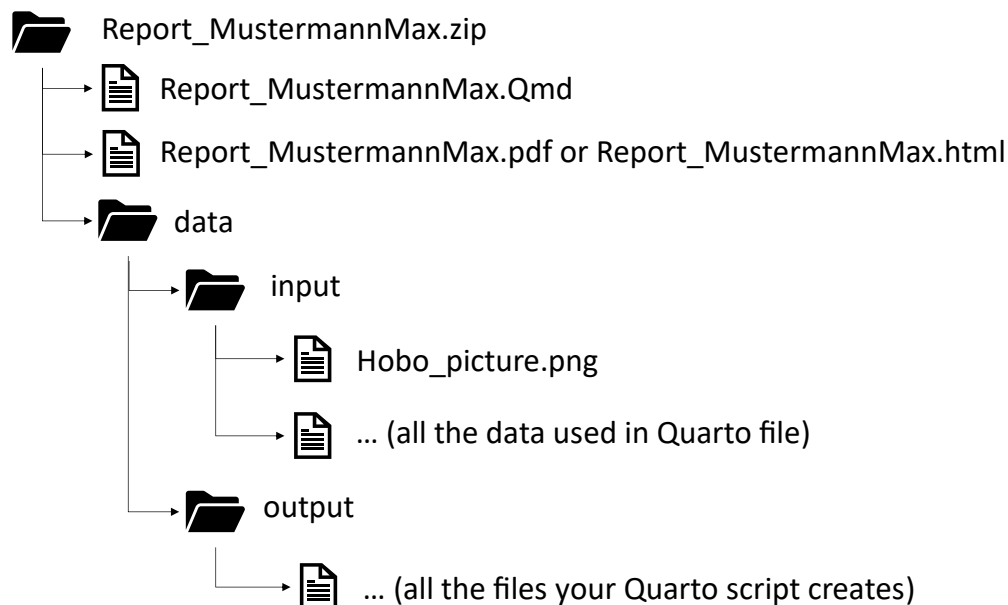 Report_MustermannMax.zip
Report_MustermannMax.Qmd
Report_MustermannMax.pdf or Report_MustermannMax.html
data
input
Hobo_picture.png
... (all the data used in Quarto file)
output
... (all the files your Quarto script creates)